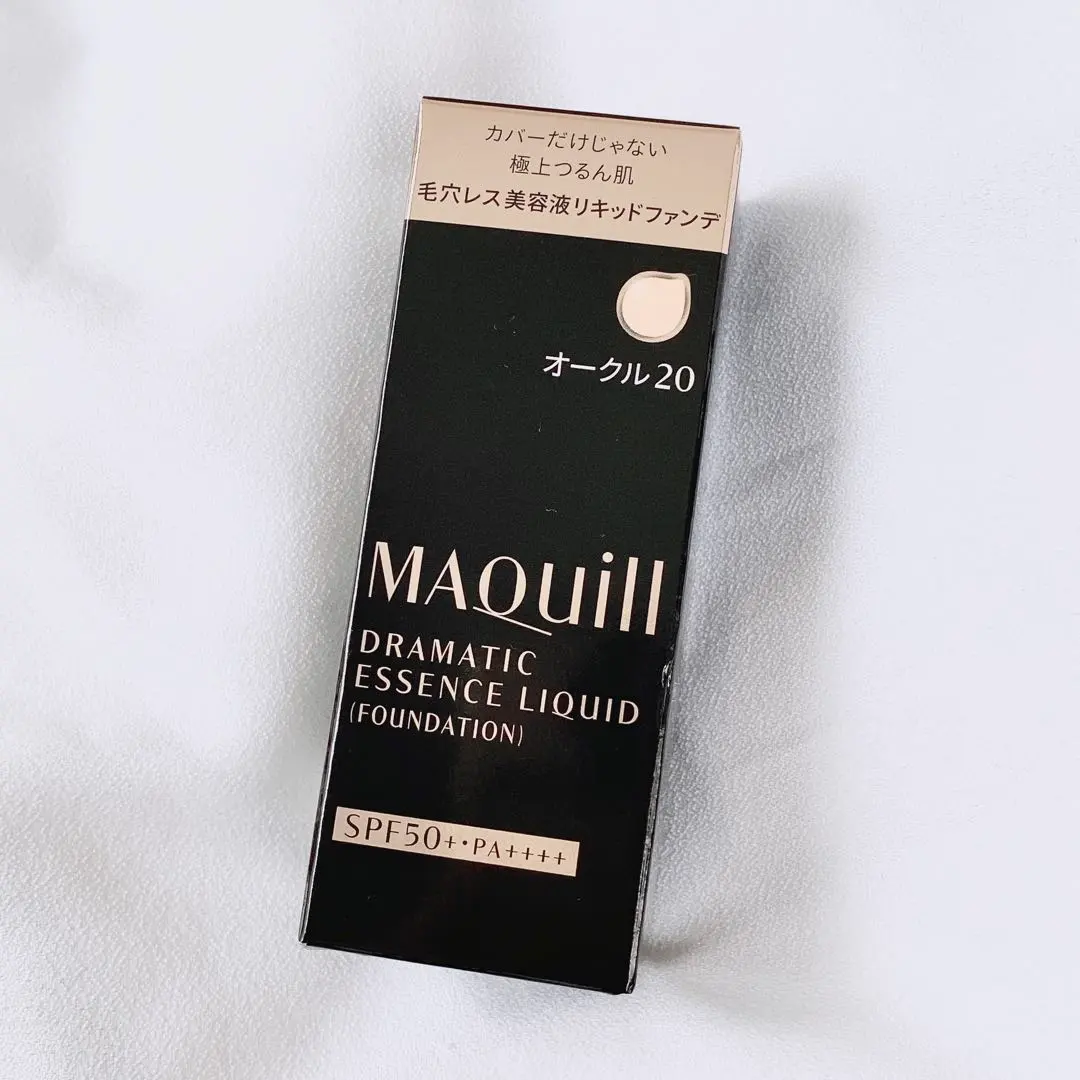 カバーだけじゃない
極上つるん肌
毛穴レス美容液リキッドファンデ
オークル20
MAQuill
DRAMATIC
ESSENCE LIQUID
(FOUNDATION)
SPF50+・PA++++